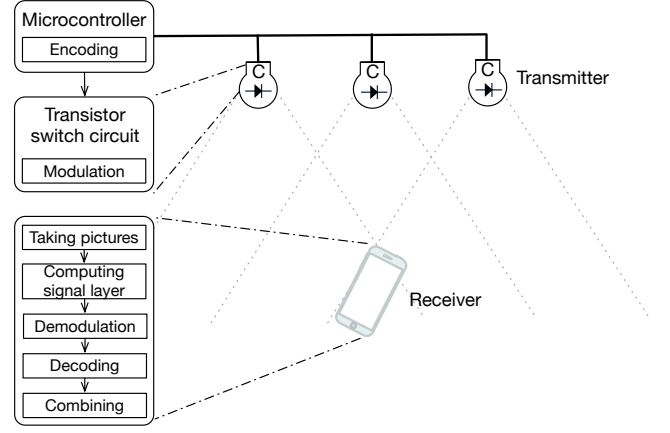 Microcontroller
Encoding
C
C
C
Transmitter
Transistor
switch circuit
Modulation
Taking pictures
Computing
signal layer
Demodulation
Decoding
Combining
Receiver